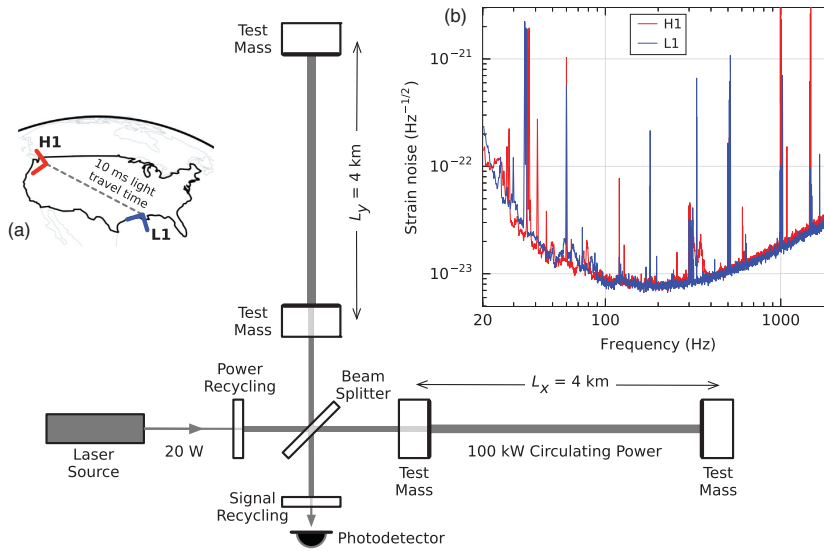 Test
Mass
(b)
H1
L1
10⁻²¹
10⁻²²
10⁻²³
Strain noise (Hz⁻¹/²)
20
100
1000
Frequency (Hz)
H1
10 ms light
travel time
L1
(a)
Ly = 4 km
Test
Mass
Power
Recycling
Beam
Splitter
Lx = 4 km
Laser
Source
20 W
Test
Mass
100 kW Circulating Power
Test
Mass
Signal
Recycling
Photodetector